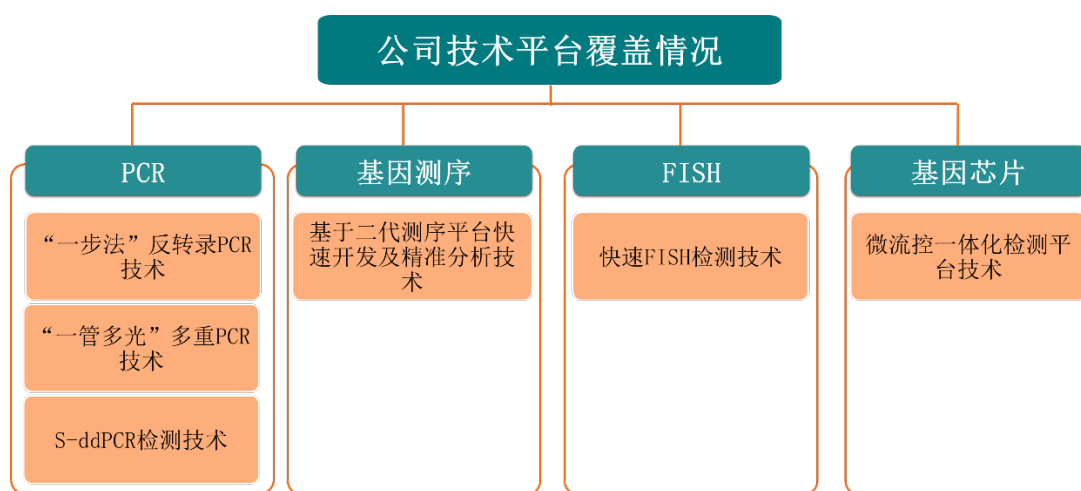 公司技术平台覆盖情况
PCR
基因测序
FISH
基因芯片
“一步法”反转录PCR
技术
“一管多光”多重PCR
技术
S-ddPCR检测技术
基于二代测序平台快
速开发及精准分析技
术
快速FISH检测技术
微流控一体化检测平
台技术